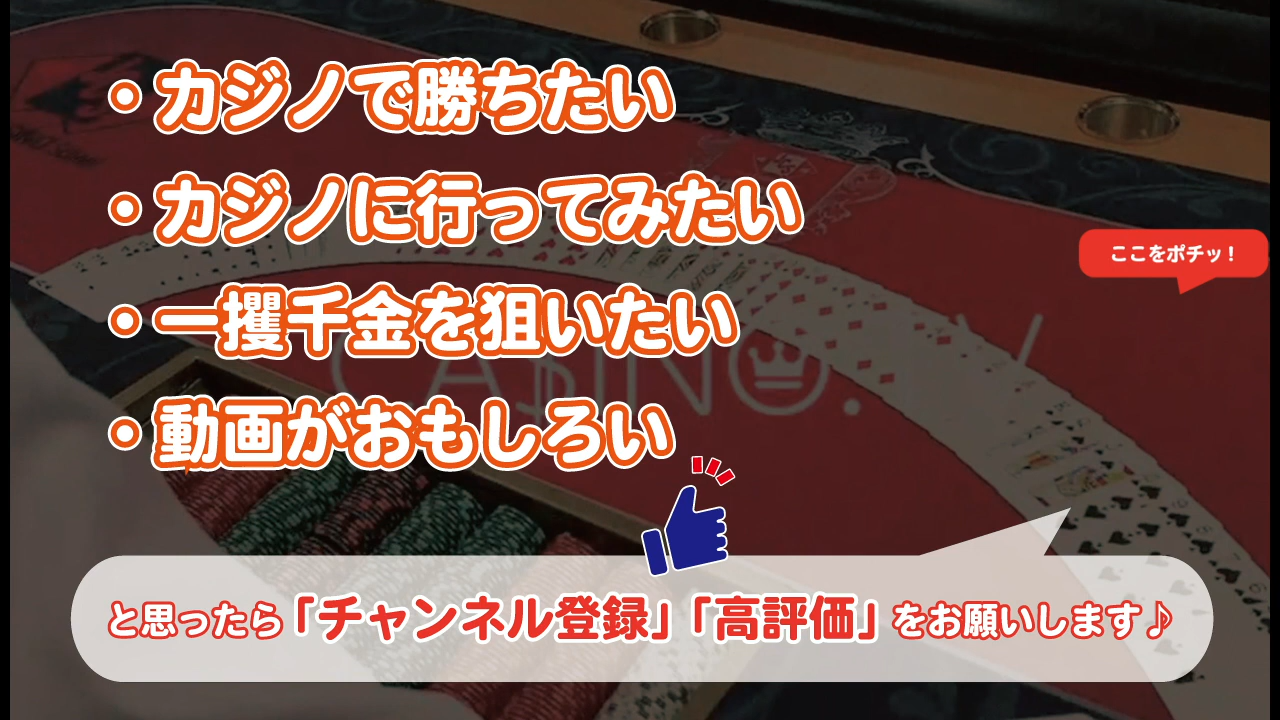 ・カジノで勝ちたい
・カジノに行ってみたい
・一攫千金を狙いたい
・動画がおもしろい
ここをポチッ！
CA$INO.TV
と思ったら「チャンネル登録」「高評価」をお願いします♪